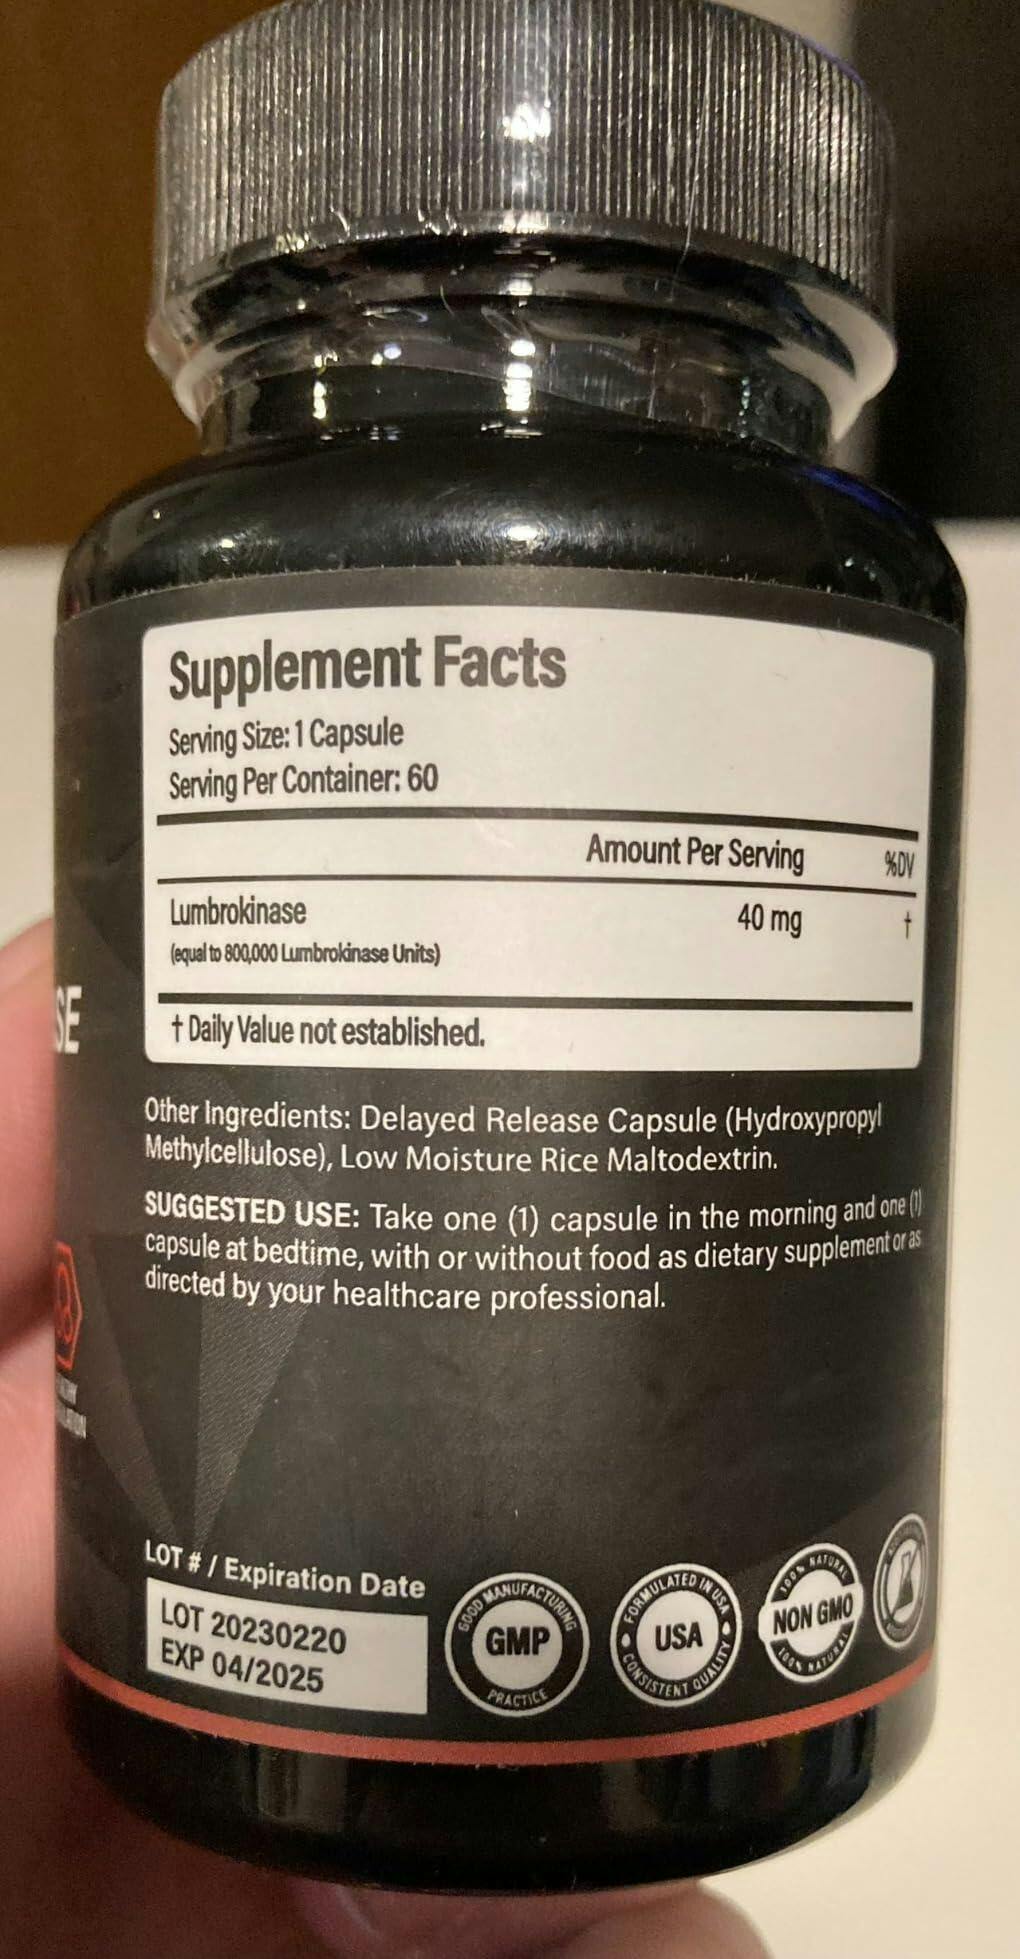 Supplement Facts
Serving Size: 1 Capsule
Serving Per Container: 60
Amount Per Serving %DV
Lumbrokinase 40 mg †
(equal to 800,000 Lumbrokinase Units)
† Daily Value not established.
SE
Other Ingredients: Delayed Release Capsule (Hydroxypropyl
Methylcellulose), Low Moisture Rice Maltodextrin.
SUGGESTED USE: Take one (1) capsule in the morning and one (1)
capsule at bedtime, with or without food as dietary supplement or as
directed by your healthcare professional.
LOT # / Expiration Date
LOT 20230220
EXP 04/2025
GOOD MANUFACTURING
GMP
PRACTICE
FORMULATED IN USA
USA
CONSISTENT QUALITY
100% NATURAL
NON GMO
100% NATURAL